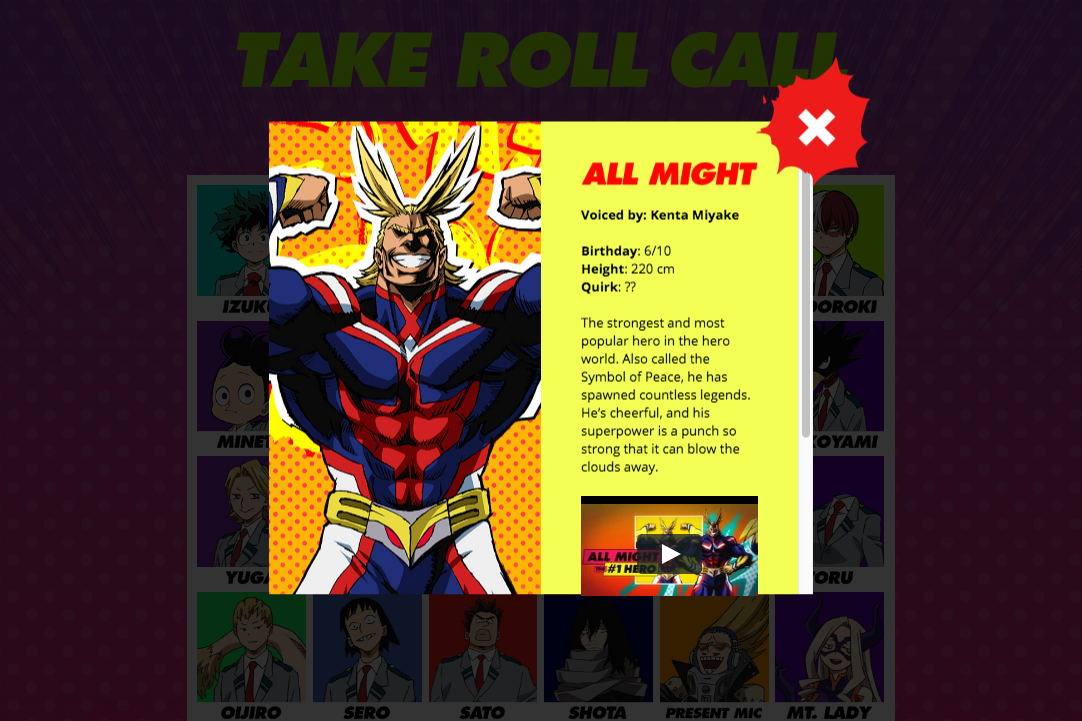 TAKE ROLL CALL
ALL MIGHT
Voiced by: Kenta Miyake
Birthday: 6/10
Height: 220 cm
Quirk: ??
The strongest and most
popular hero in the hero
world. Also called the
Symbol of Peace, he has
spawned countless legends.
He’s cheerful, and his
superpower is a punch so
strong that it can blow the
clouds away.
ALL MIGHT
#1 HERO
OIJIRO
SERO
SATO
SHOTA
PRESENT MIC
MT. LADY